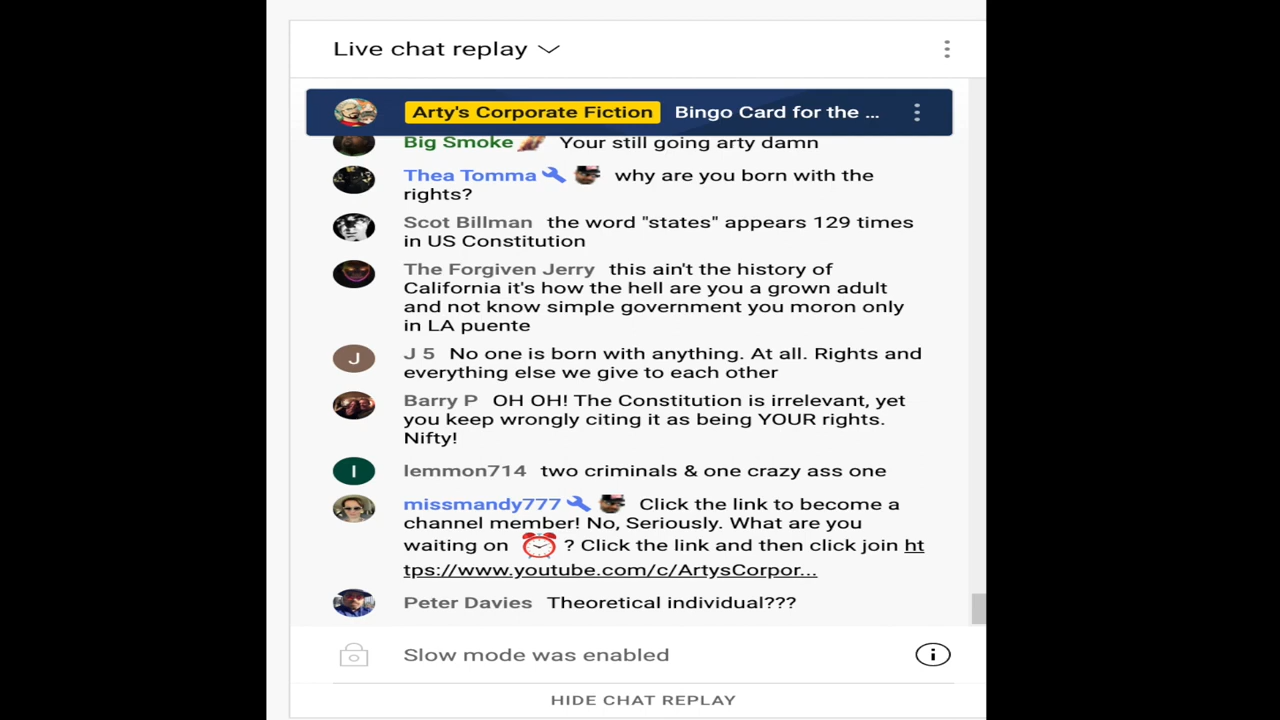 Live chat replay
Arty's Corporate Fiction Bingo Card for the ...
Big Smoke Your still going arty damn
Thea Tomma why are you born with the
rights?
Scot Billman the word "states" appears 129 times
in US Constitution
The Forgiven Jerry this ain't the history of
California it's how the hell are you a grown adult
and not know simple government you moron only
in LA puente
J
J 5 No one is born with anything. At all. Rights and
everything else we give to each other
Barry P OH OH! The Constitution is irrelevant, yet
you keep wrongly citing it as being YOUR rights.
Nifty!
l
lemmon714 two criminals & one crazy ass one
missmandy777 Click the link to become a
channel member! No, Seriously. What are you
waiting on ? Click the link and then click join ht
tps://www.youtube.com/c/ArtysCorpor...
Peter Davies Theoretical individual???
Slow mode was enabled
HIDE CHAT REPLAY